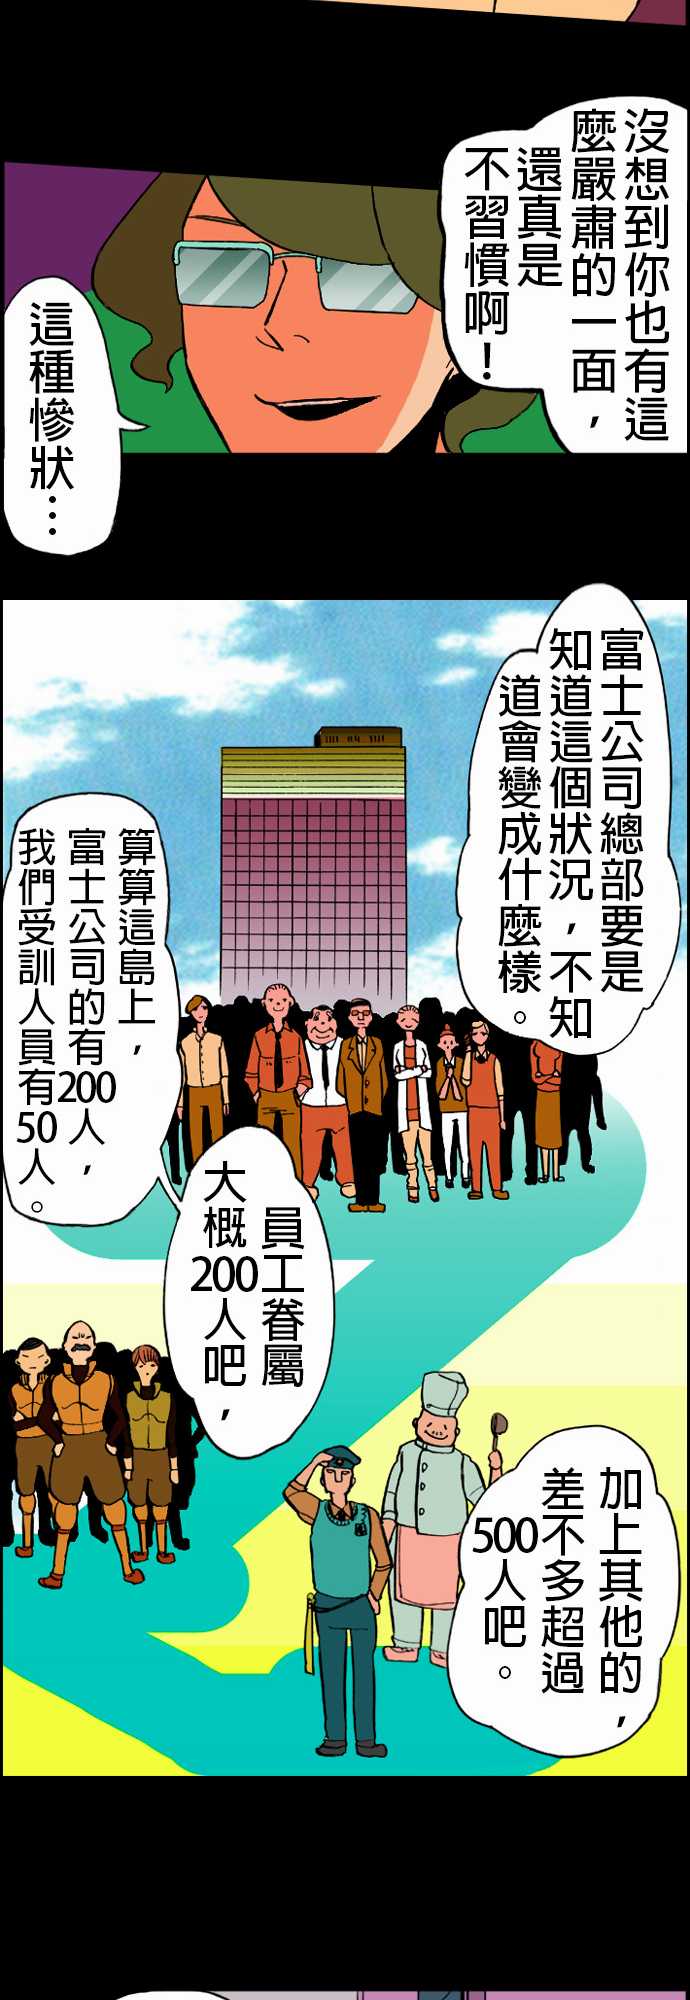 沒想到你也有這
麼嚴肅的一面，
還真是
不習慣啊！
這種慘狀…
富士公司總部要是
知道這個狀況，不知
道會變成什麼樣。
算算這島上，
富士公司的有200人，
我們受訓人員有50人。
員工眷屬
大概200人吧，
加上其他的，
差不多超過
500人吧。